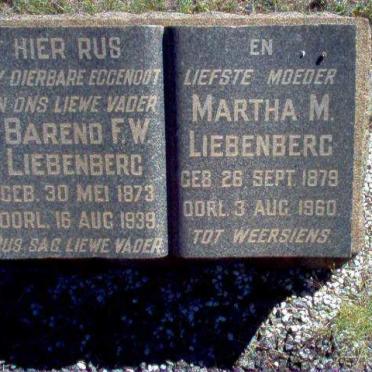 HIER RUS
DIERBARE EGGENOOT
ONS LIEWE VADER
BAREND F.W.
LIEBENBERG
GEB. 30 MEI 1873
OORL. 16 AUG 1939
RUS SAG LIEWE VADER
EN
LIEFSTE MOEDER
MARTHA M.
LIEBENBERG
GEB 26 SEPT. 1879
OORL. 3 AUG. 1960.
TOT WEERSIENS.